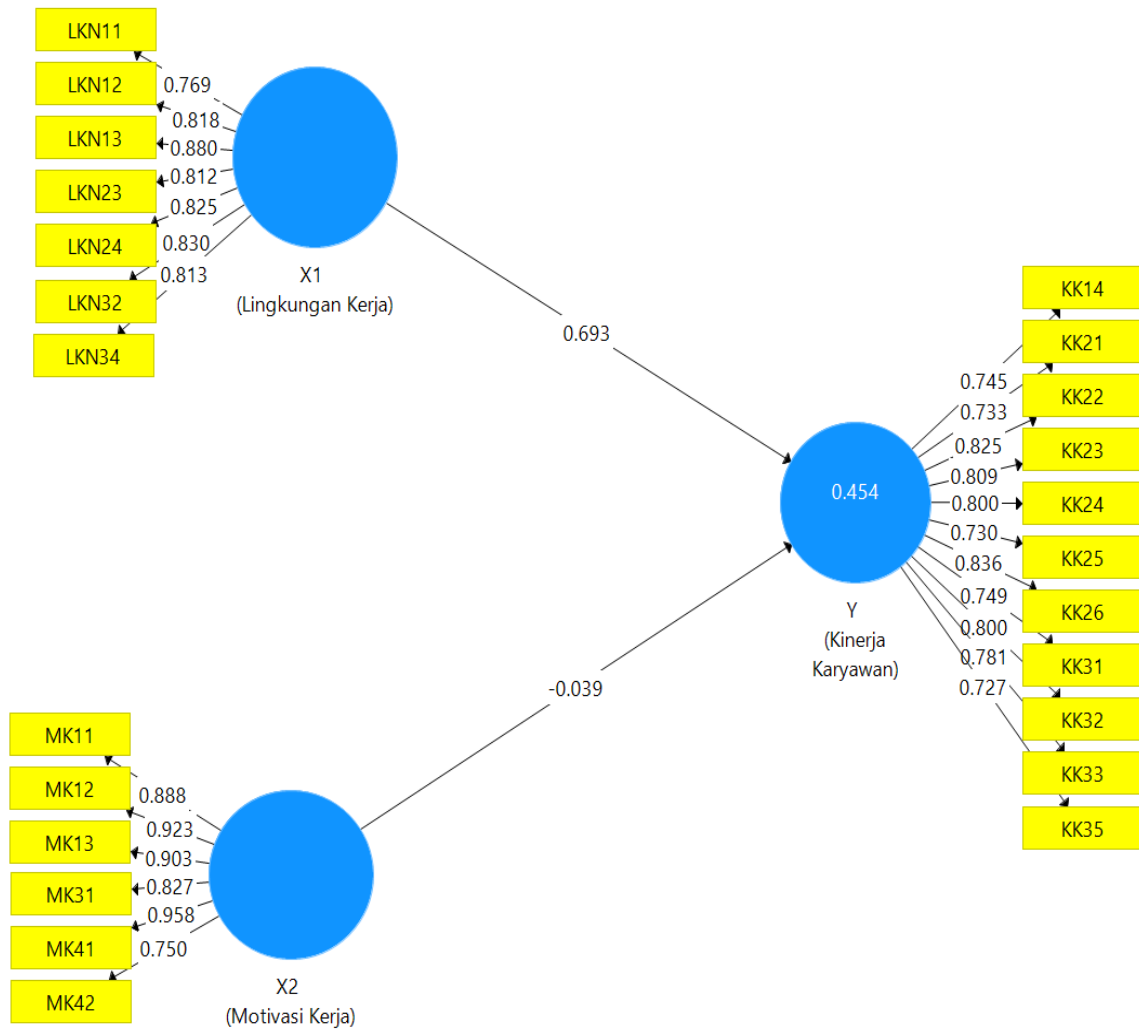 LKN11
LKN12
LKN13
LKN23
LKN24
LKN32
LKN34
0.769
0.818
0.880
0.812
0.825
0.830
0.813
X1
(Lingkungan Kerja)
0.693
KK14
KK21
KK22
KK23
KK24
KK25
KK26
KK31
KK32
KK33
KK35
0.745
0.733
0.825
0.809
0.800
0.730
0.836
0.749
0.800
0.781
0.727
0.454
Y
(Kinerja
Karyawan)
-0.039
MK11
MK12
MK13
MK31
MK41
MK42
0.888
0.923
0.903
0.827
0.958
0.750
X2
(Motivasi Kerja)